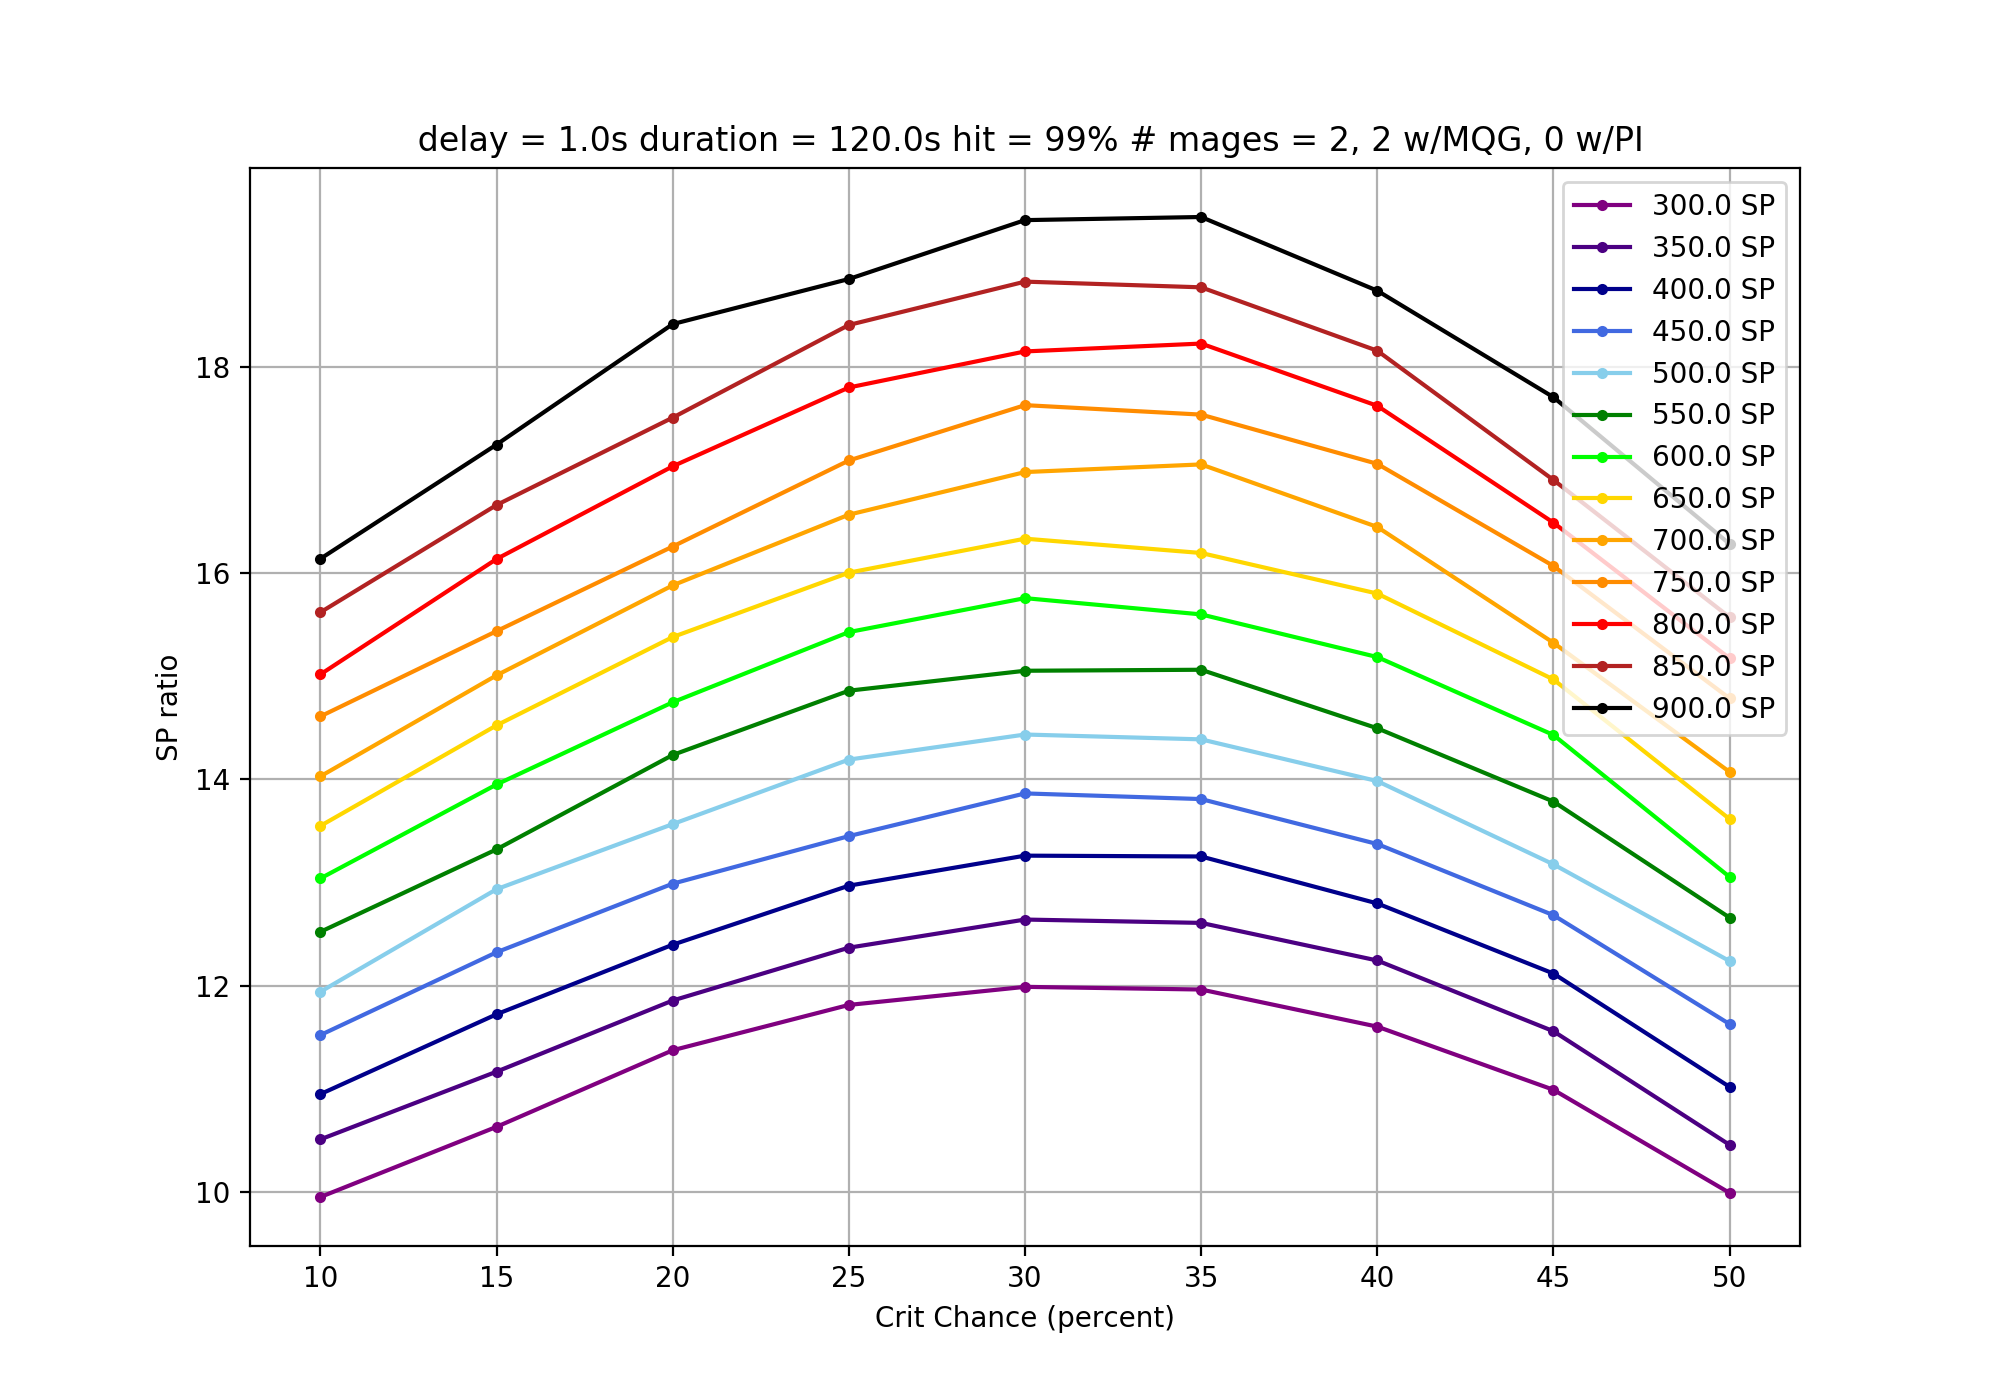 delay = 1.0s duration = 120.0s hit = 99% # mages = 2, 2 w/MQG, 0 w/PI
300.0 SP
350.0 SP
400.0 SP
450.0 SP
500.0 SP
550.0 SP
600.0 SP
650.0 SP
700.0 SP
750.0 SP
800.0 SP
850.0 SP
900.0 SP
18
16
14
12
10
SP ratio
10 15 20 25 30 35 40 45 50
Crit Chance (percent)